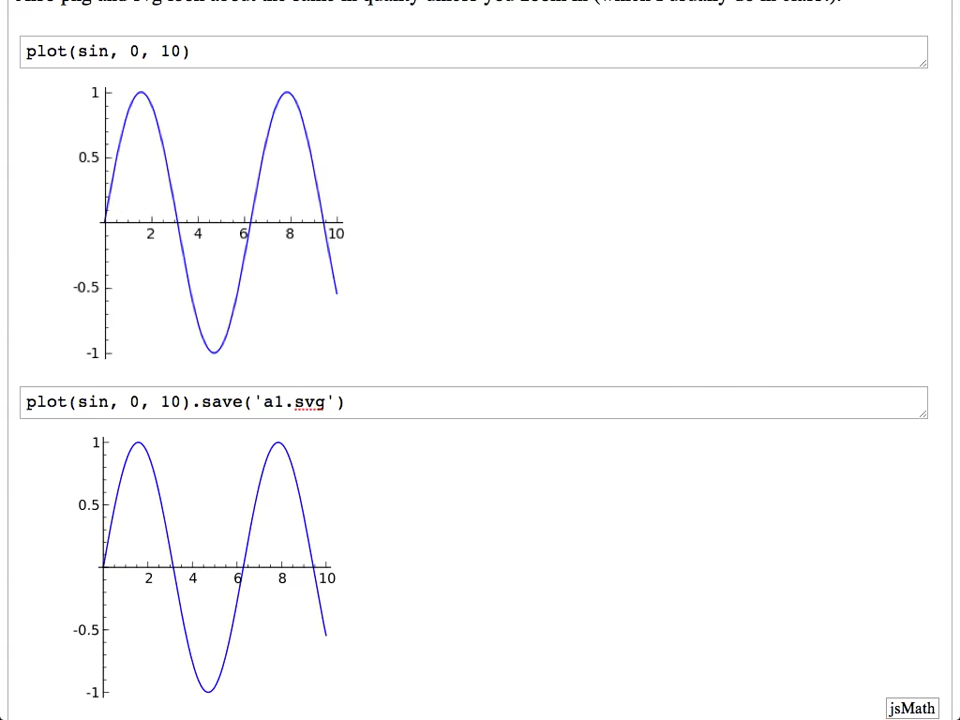 plot(sin, 0, 10)
1
0.5
2 4 6 8 10
-0.5
-1
plot(sin, 0, 10).save('a1.svg')
1
0.5
2 4 6 8 10
-0.5
-1
jsMath